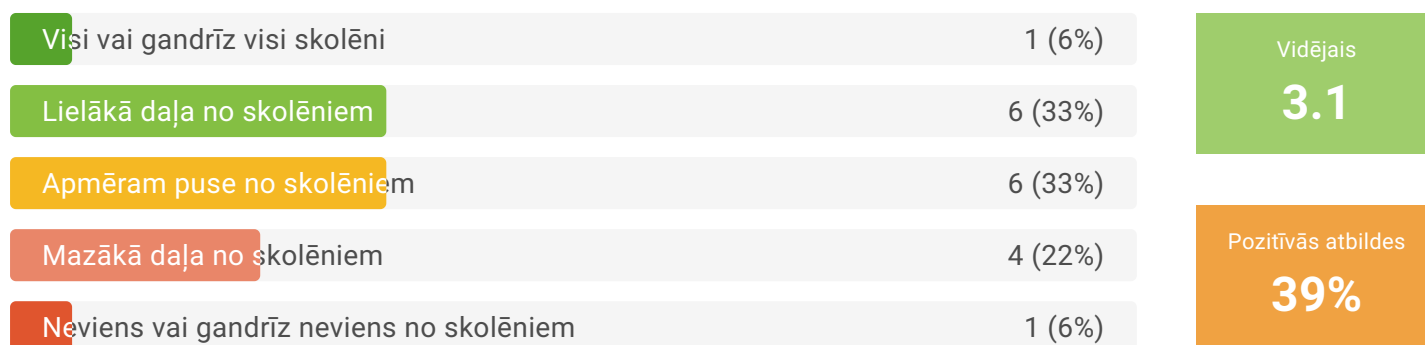 Visi vai gandrīz visi skolēni 1 (6%)
Lielākā daļa no skolēniem 6 (33%)
Apmēram puse no skolēniem 6 (33%)
Mazākā daļa no skolēniem 4 (22%)
Neviens vai gandrīz neviens no skolēniem 1 (6%)
Vidējais
3.1
Pozitīvās atbildes
39%